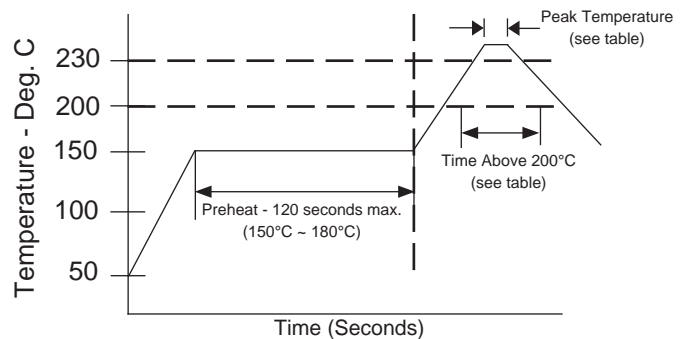 Peak Temperature
(see table)
Temperature - Deg. C
230
200
150
100
50
Time Above 200°C
(see table)
Preheat - 120 seconds max.
(150°C ~ 180°C)
Time (Seconds)